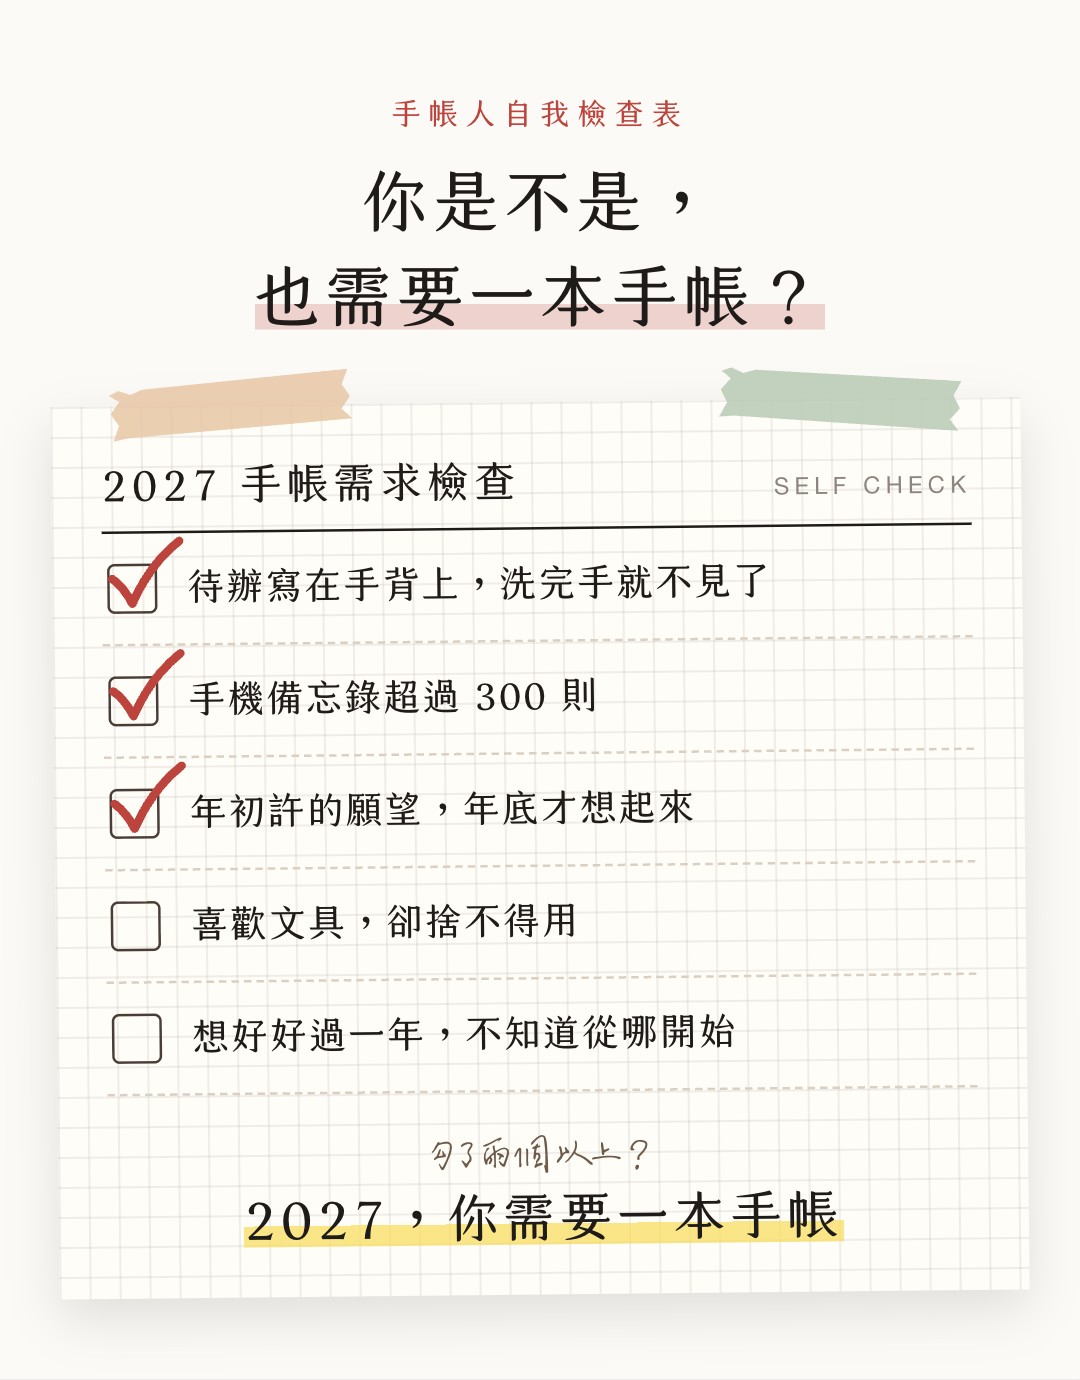 手帳人自我檢查表
你是不是，
也需要一本手帳？
2027 手帳需求檢查
SELF CHECK
待辦寫在手背上，洗完手就不見了
手機備忘錄超過 300 則
年初許的願望，年底才想起來
喜歡文具，卻捨不得用
想好好過一年，不知道從哪開始
勾了兩個以上？
2027，你需要一本手帳